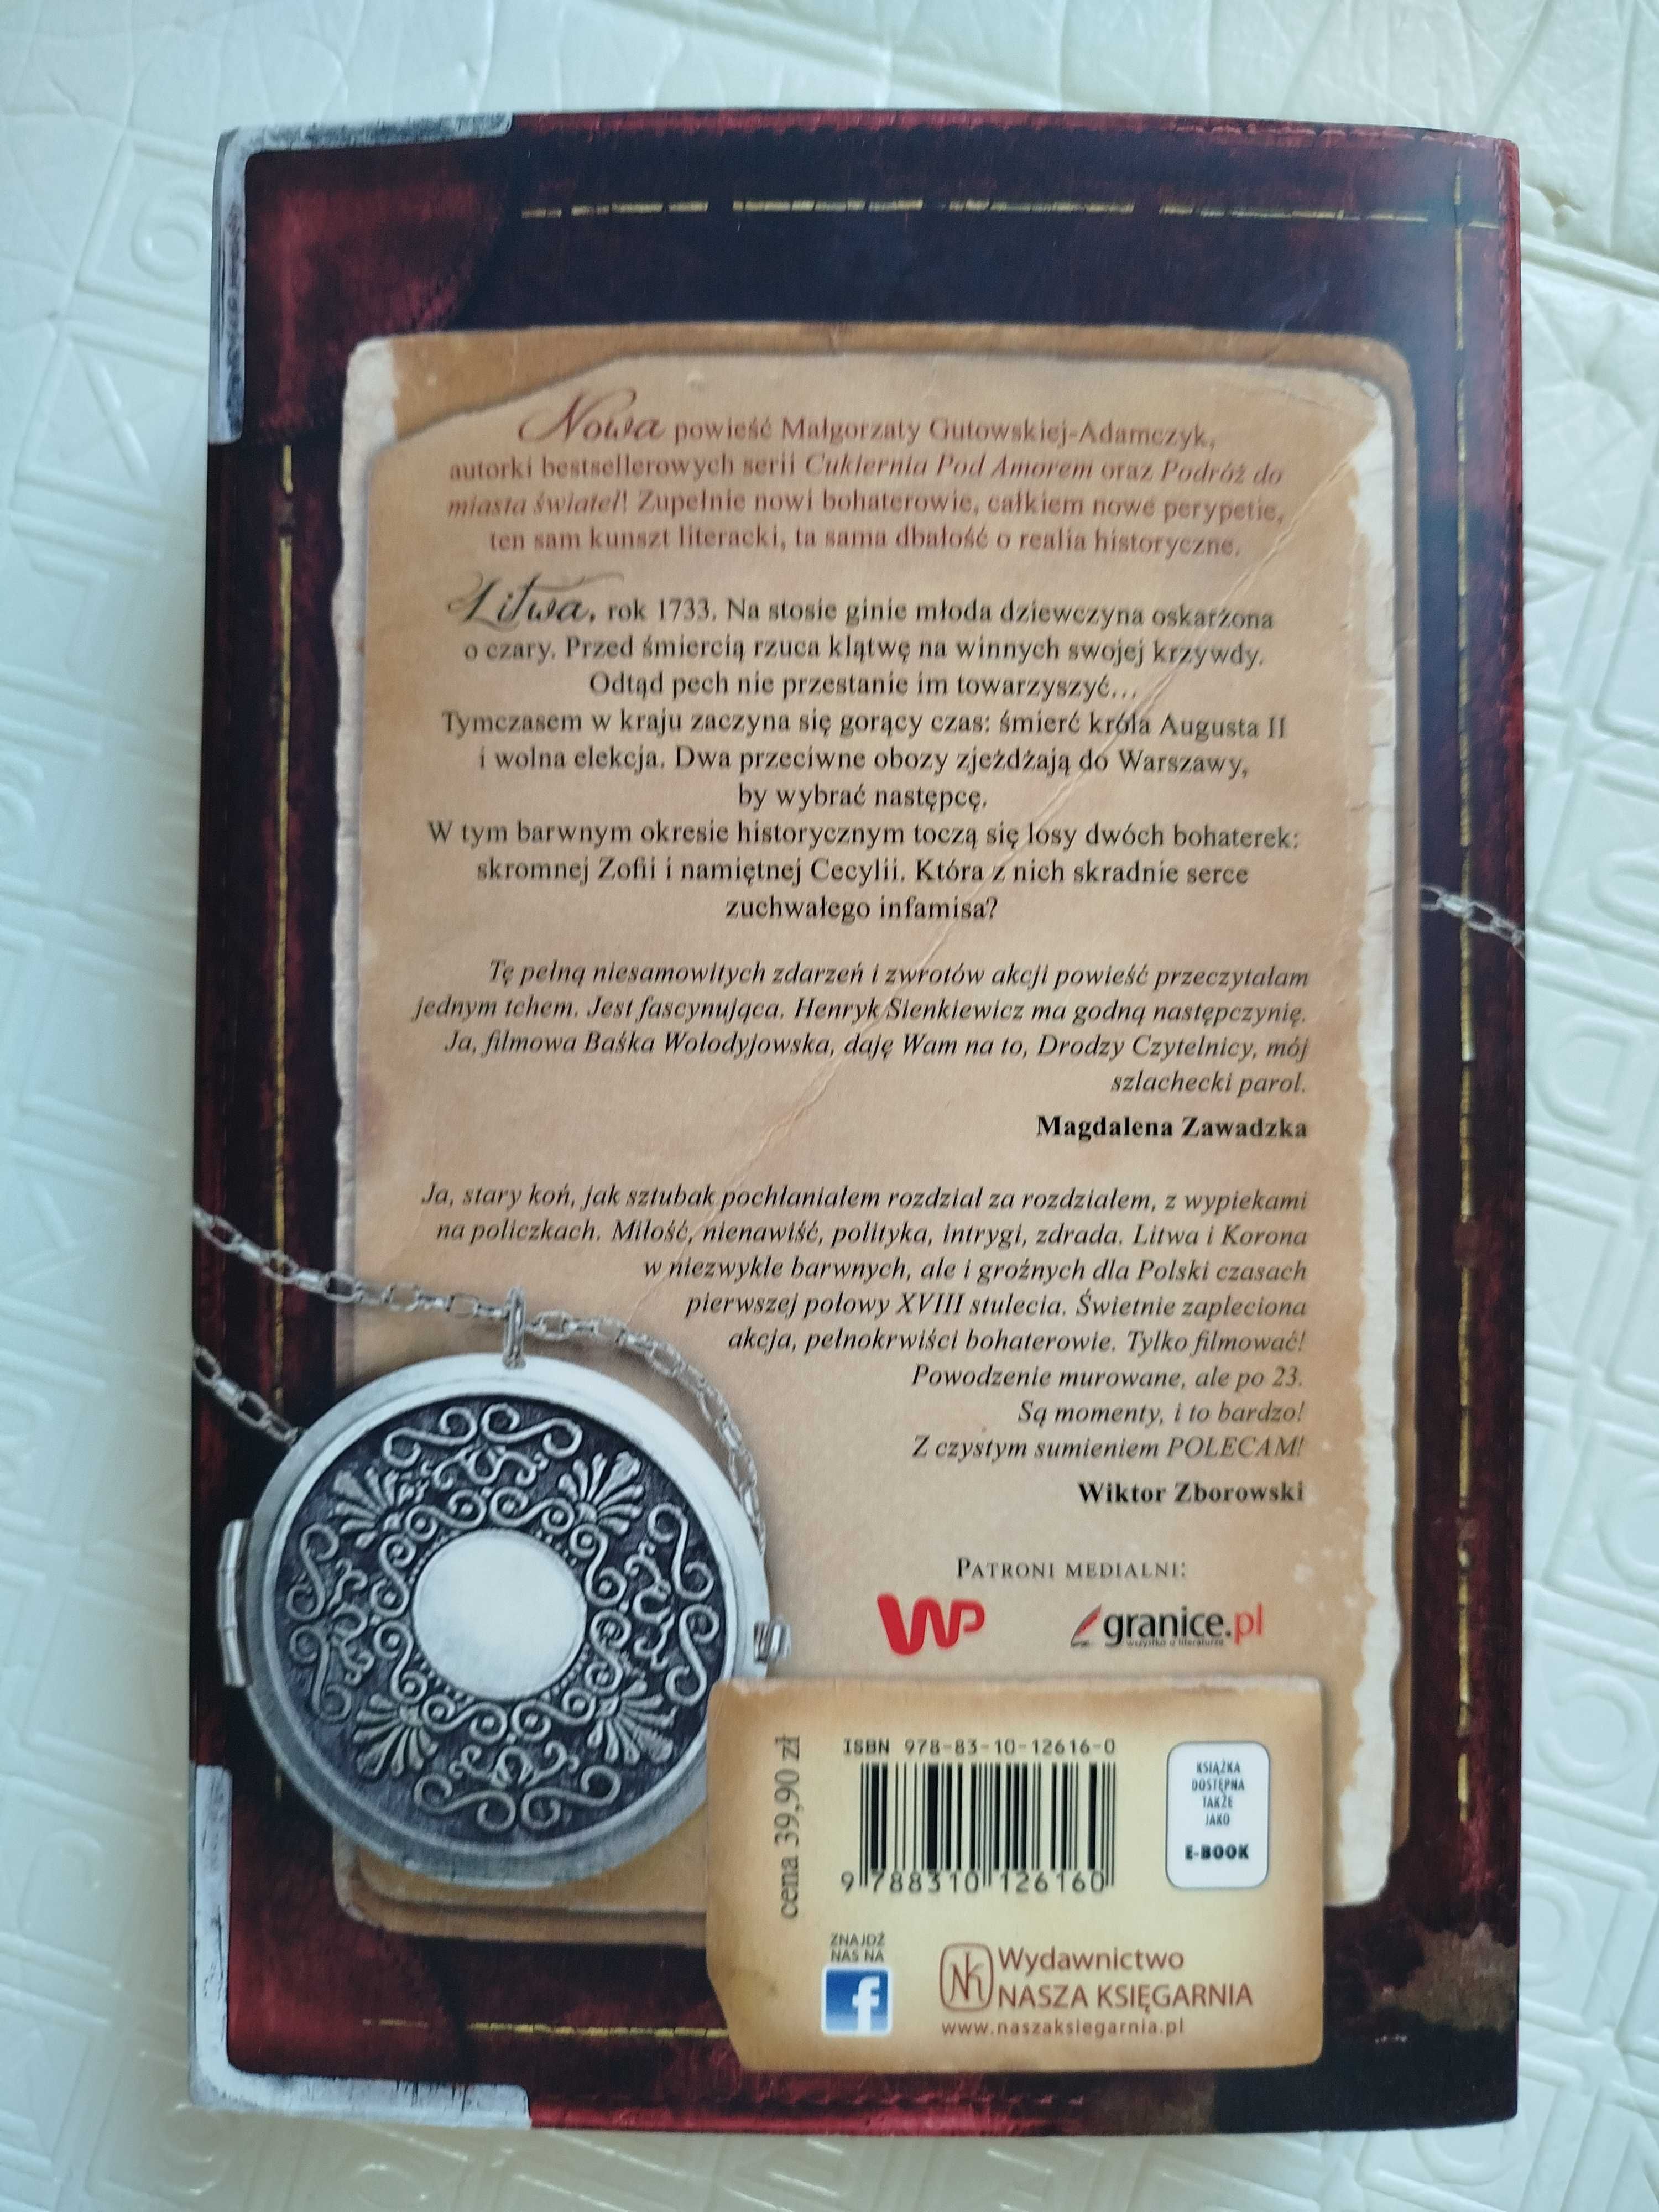 Nowa powieść Małgorzaty Gutowskiej-Adamczyk,
autorki bestsellerowych serii Cukiernia Pod Amorem oraz Podróż do
miasta świateł! Zupełnie nowi bohaterowie, całkiem nowe perypetie,
ten sam kunszt literacki, ta sama dbałość o realia historyczne.
Litwa, rok 1733. Na stosie ginie młoda dziewczyna oskarżona
o czary. Przed śmiercią rzuca klątwę na winnych swojej krzywdy.
Odtąd pech nie przestanie im towarzyszyć...
Tymczasem w kraju zaczyna się gorący czas: śmierć króla Augusta II
i wolna elekcja. Dwa przeciwne obozy zjeżdżają do Warszawy,
by wybrać następcę.
W tym barwnym okresie historycznym toczą się losy dwóch bohaterek:
skromnej Zofii i namiętnej Cecylii. Która z nich skradnie serce
zuchwałego infamisa?
Tę pełną niesamowitych zdarzeń i zwrotów akcji powieść przeczytałam
jednym tchem. Jest fascynująca. Henryk Sienkiewicz ma godną następczynię.
Ja, filmowa Baśka Wołodyjowska, daję Wam na to, Drodzy Czytelnicy, mój
szlachecki parol.
Magdalena Zawadzka
Ja, stary koń, jak sztubak pochłaniałem rozdział za rozdziałem, z wypiekami
na policzkach. Miłość, nienawiść, polityka, intrygi, zdrada. Litwa i Korona
w niezwykle barwnych, ale i groźnych dla Polski czasach
pierwszej połowy XVIII stulecia. Świetnie zapleciona
akcja, pełnokrwiści bohaterowie. Tylko filmować!
Powodzenie murowane, ale po 23.
Są momenty, i to bardzo!
Z czystym sumieniem POLECAM!
Wiktor Zborowski
PATRONI MEDIALNI:
WP
granice.pl
wszystko o literaturze
cena 39,90 zł
ISBN 978-83-10-12616-0
9 788310 126160
KSIĄŻKA
DOSTĘPNA
TAKŻE
JAKO
E-BOOK
ZNAJDŹ
NAS NA
f
NK
Wydawnictwo
NASZA KSIĘGARNIA
www.naszaksiegarnia.pl